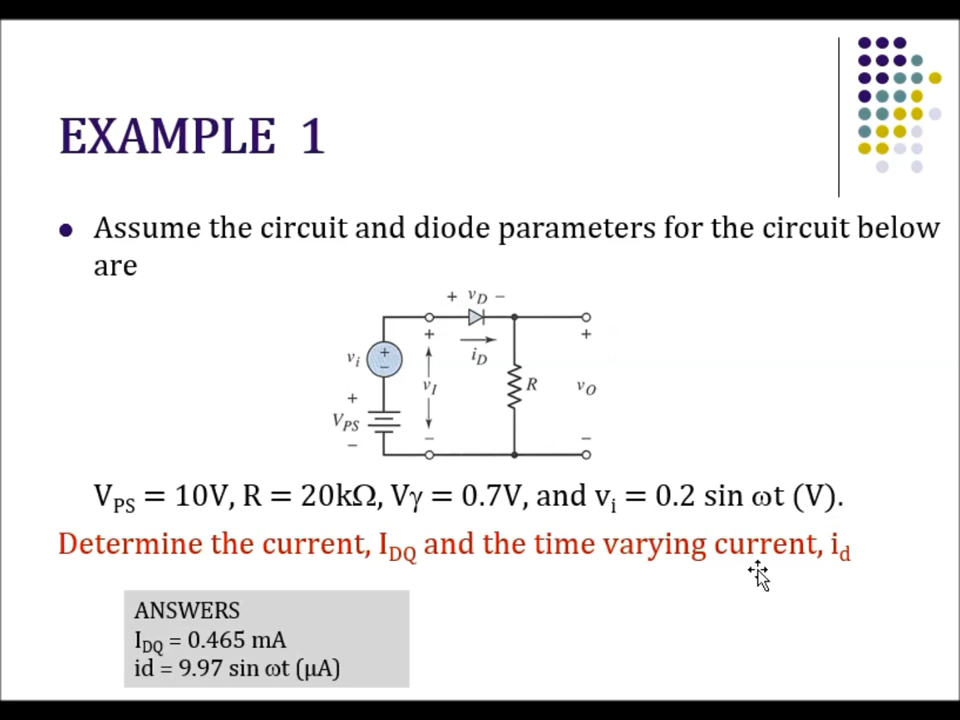 EXAMPLE 1
Assume the circuit and diode parameters for the circuit below
are
+ vD −
vi
+
−
+
iD
+
vI
R
vO
+
VPS
−
−
−
VPS = 10V, R = 20kΩ, Vγ = 0.7V, and vi = 0.2 sin ωt (V).
Determine the current, IDQ and the time varying current, id
ANSWERS
IDQ = 0.465 mA
id = 9.97 sin ωt (μA)